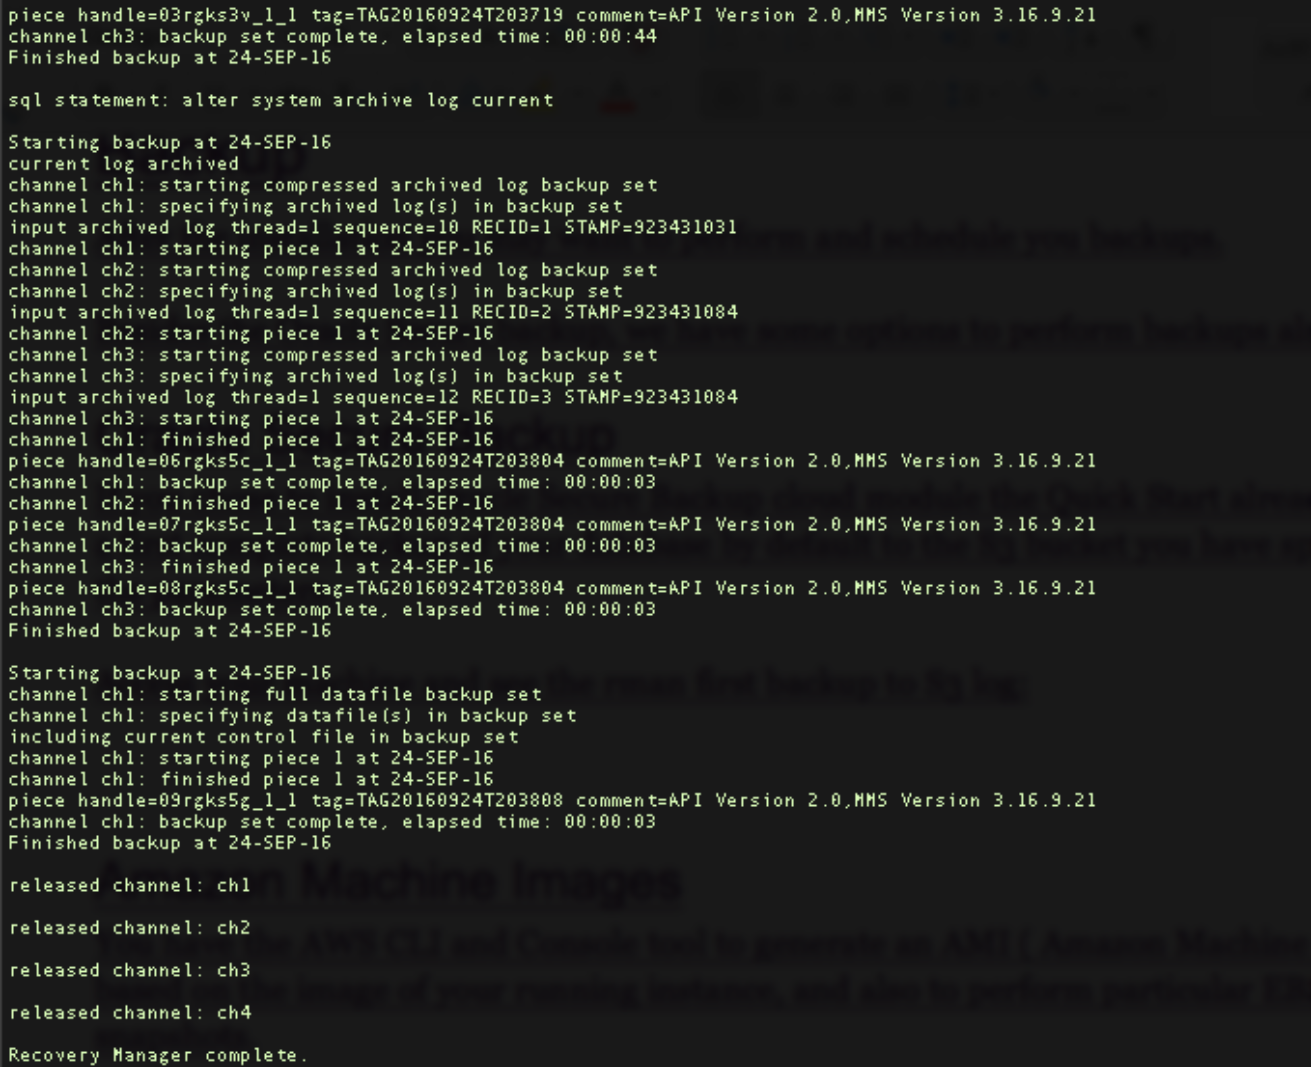 piece handle=03rgks3v_1_1 tag=TAG20160924T203719 comment=API Version 2.0,MMS Version 3.16.9.21
channel ch3: backup set complete, elapsed time: 00:00:44
Finished backup at 24-SEP-16
sql statement: alter system archive log current
Starting backup at 24-SEP-16
current log archived
channel ch1: starting compressed archived log backup set
channel ch1: specifying archived log(s) in backup set
input archived log thread=1 sequence=10 RECID=1 STAMP=923431031
channel ch1: starting piece 1 at 24-SEP-16
channel ch2: starting compressed archived log backup set
channel ch2: specifying archived log(s) in backup set
input archived log thread=1 sequence=11 RECID=2 STAMP=923431084
channel ch2: starting piece 1 at 24-SEP-16
channel ch3: starting compressed archived log backup set
channel ch3: specifying archived log(s) in backup set
input archived log thread=1 sequence=12 RECID=3 STAMP=923431084
channel ch3: starting piece 1 at 24-SEP-16
channel ch1: finished piece 1 at 24-SEP-16
piece handle=06rgks5c_1_1 tag=TAG20160924T203804 comment=API Version 2.0,MMS Version 3.16.9.21
channel ch1: backup set complete, elapsed time: 00:00:03
channel ch2: finished piece 1 at 24-SEP-16
piece handle=07rgks5c_1_1 tag=TAG20160924T203804 comment=API Version 2.0,MMS Version 3.16.9.21
channel ch2: backup set complete, elapsed time: 00:00:03
channel ch3: finished piece 1 at 24-SEP-16
piece handle=08rgks5c_1_1 tag=TAG20160924T203804 comment=API Version 2.0,MMS Version 3.16.9.21
channel ch3: backup set complete, elapsed time: 00:00:03
Finished backup at 24-SEP-16
Starting backup at 24-SEP-16
channel ch1: starting full datafile backup set
channel ch1: specifying datafile(s) in backup set
including current control file in backup set
channel ch1: starting piece 1 at 24-SEP-16
channel ch1: finished piece 1 at 24-SEP-16
piece handle=09rgks5g_1_1 tag=TAG20160924T203808 comment=API Version 2.0,MMS Version 3.16.9.21
channel ch1: backup set complete, elapsed time: 00:00:03
Finished backup at 24-SEP-16
released channel: ch1
released channel: ch2
released channel: ch3
released channel: ch4
Recovery Manager complete.